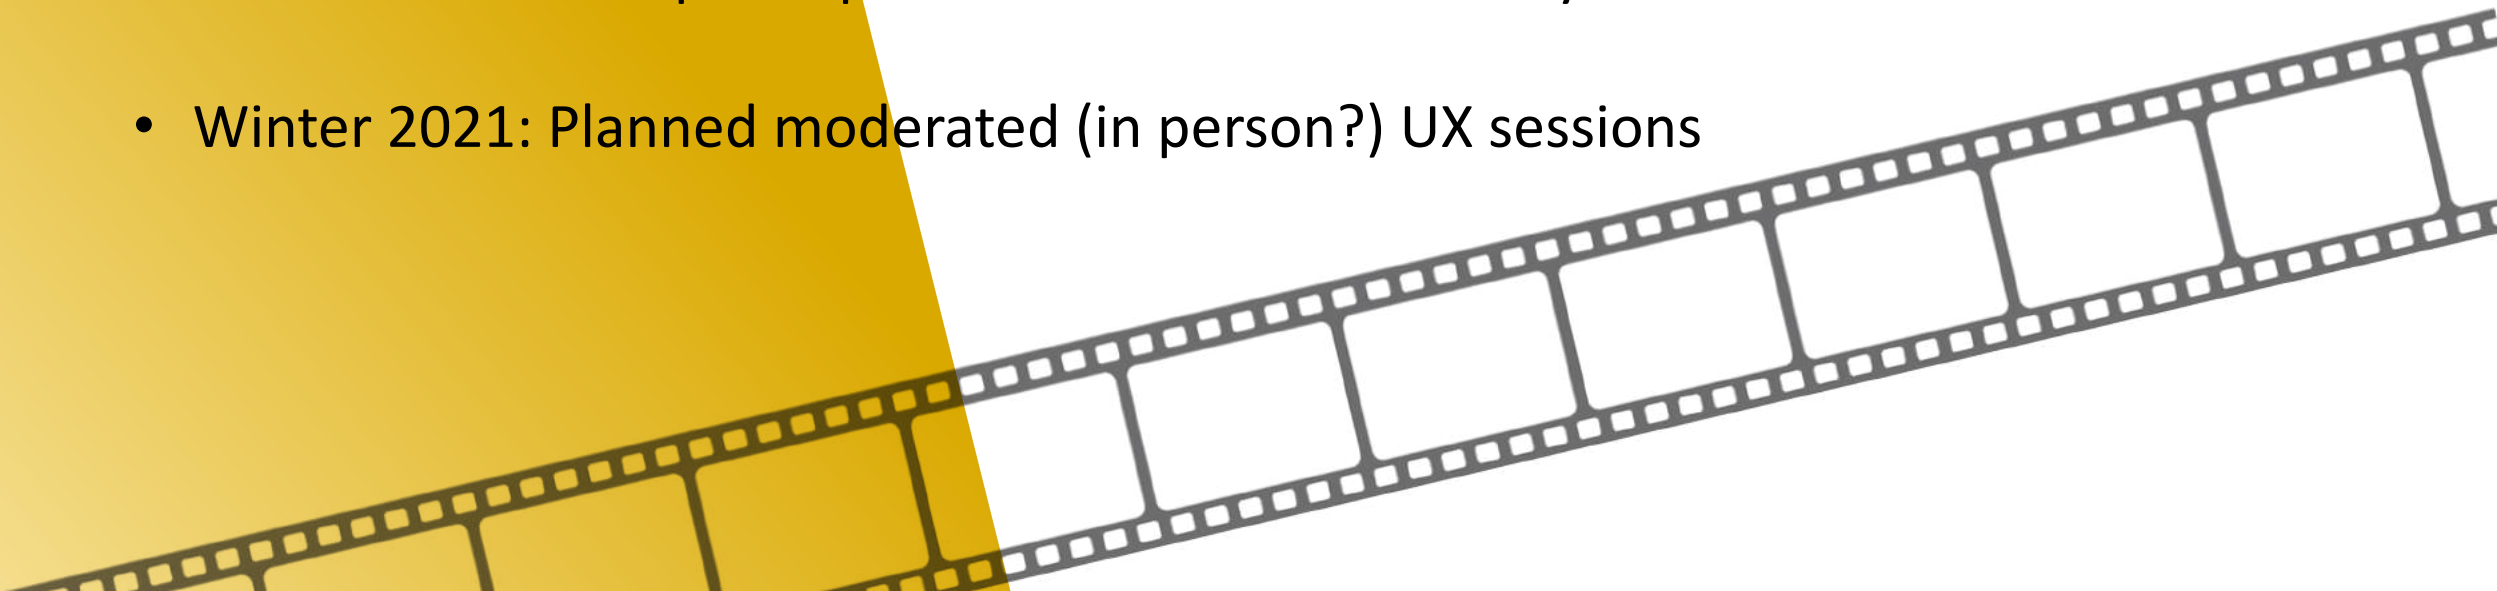 • Winter 2021: Planned moderated (in person?) UX sessions